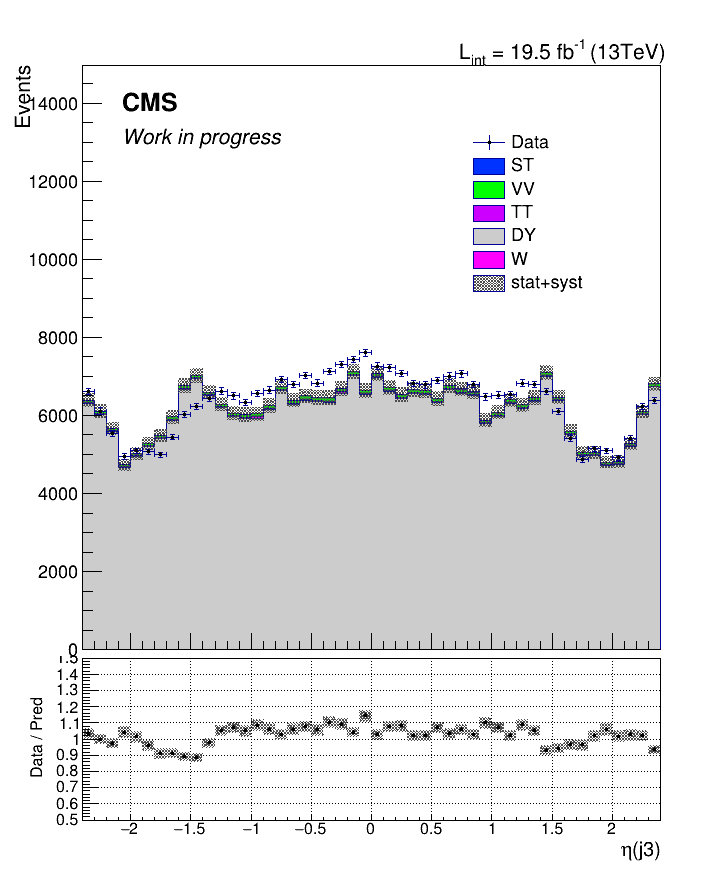 L_int = 19.5 fb^-1 (13TeV)
Events
CMS
Work in progress
Data
ST
VV
TT
DY
W
stat+syst
14000
12000
10000
8000
6000
4000
2000
0
Data / Pred
1.5
1.4
1.3
1.2
1.1
1
0.9
0.8
0.7
0.6
0.5
−2
−1.5
−1
−0.5
0
0.5
1
1.5
2
η(j3)